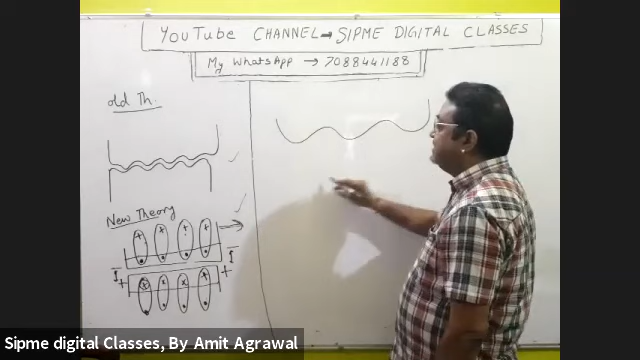 YouTube CHANNEL → SIPME DIGITAL CLASSES
My WhatsApp → 7088441188
old Th.
New Theory
+ + + +
I I
+ +
x x x +
Sipme digital Classes, By Amit Agrawal